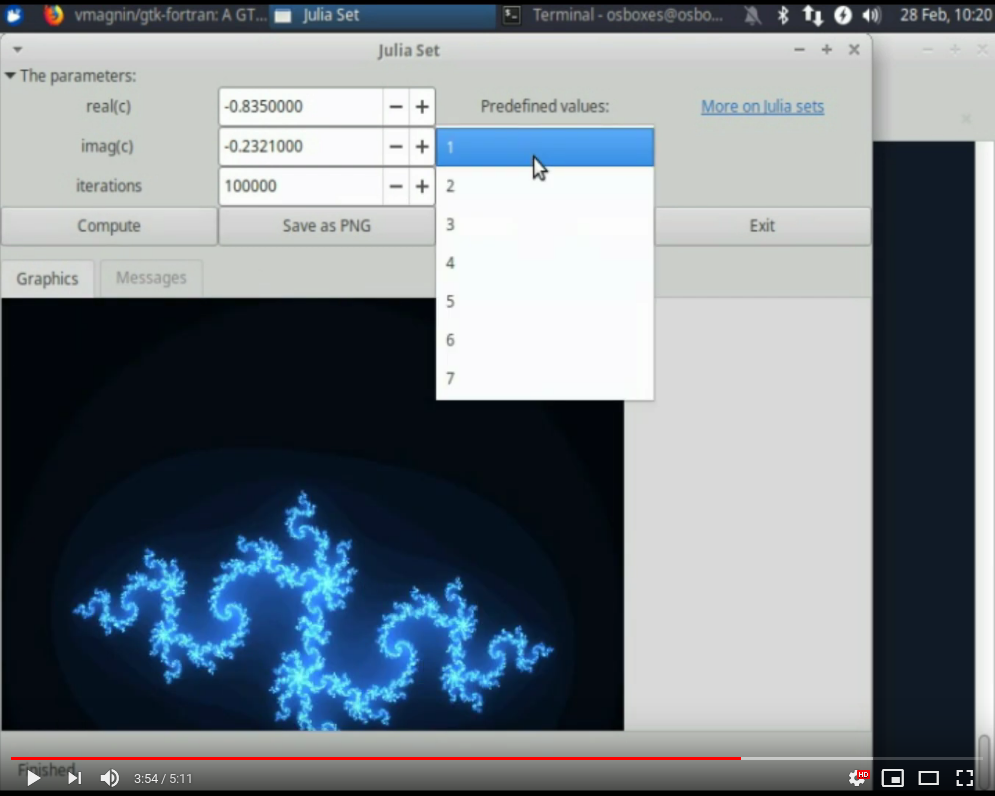 vmagnin/gtk-fortran: A GT... Julia Set Terminal - osboxes@osbo... 28 Feb, 10:20
Julia Set
The parameters:
real(c) -0.8350000 Predefined values: More on Julia sets
imag(c) -0.2321000 1
iterations 100000 2
Compute Save as PNG 3 Exit
4
Graphics Messages
5
6
7
Finished
3:54 / 5:11 HD